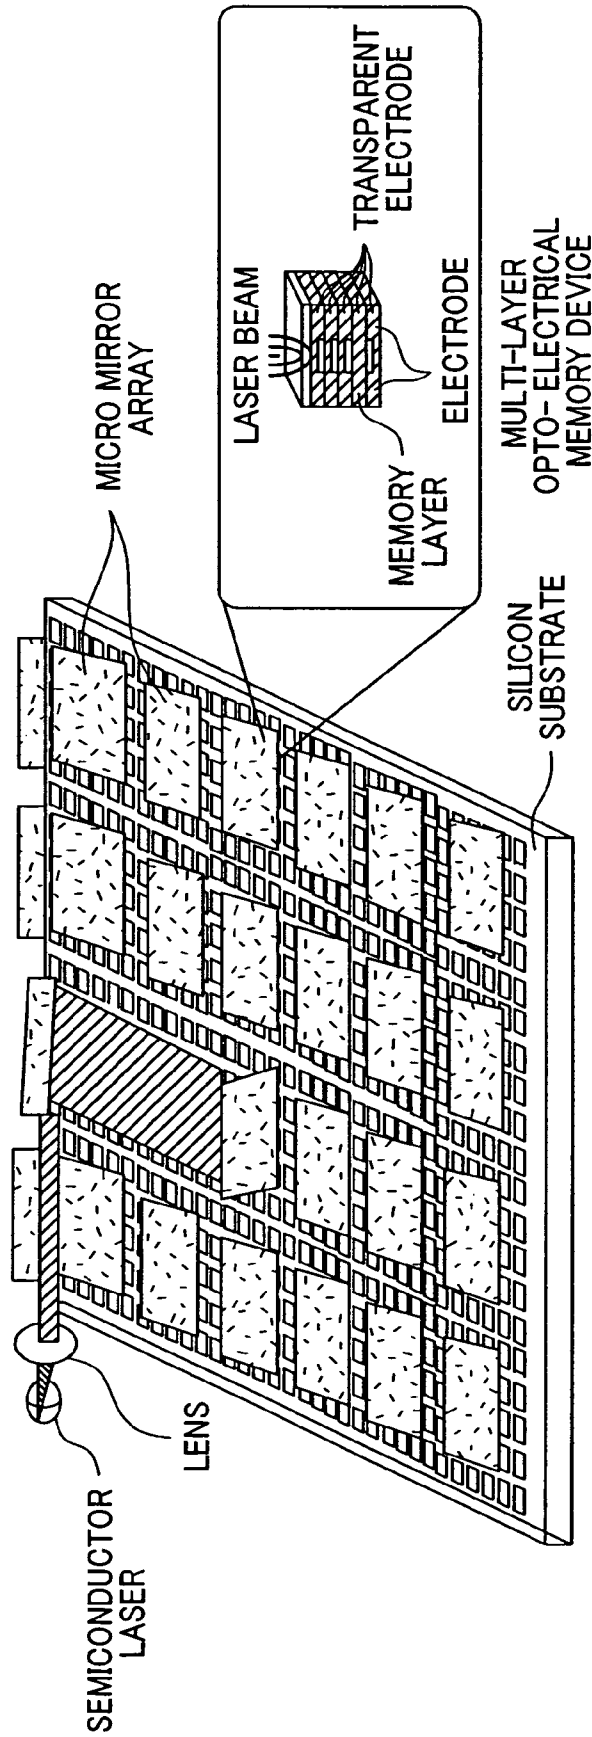 SEMICONDUCTOR
LASER
LENS
MICRO MIRROR
ARRAY
LASER BEAM
TRANSPARENT
ELECTRODE
MEMORY
LAYER
ELECTRODE
MULTI-LAYER
OPTO- ELECTRICAL
MEMORY DEVICE
SILICON
SUBSTRATE